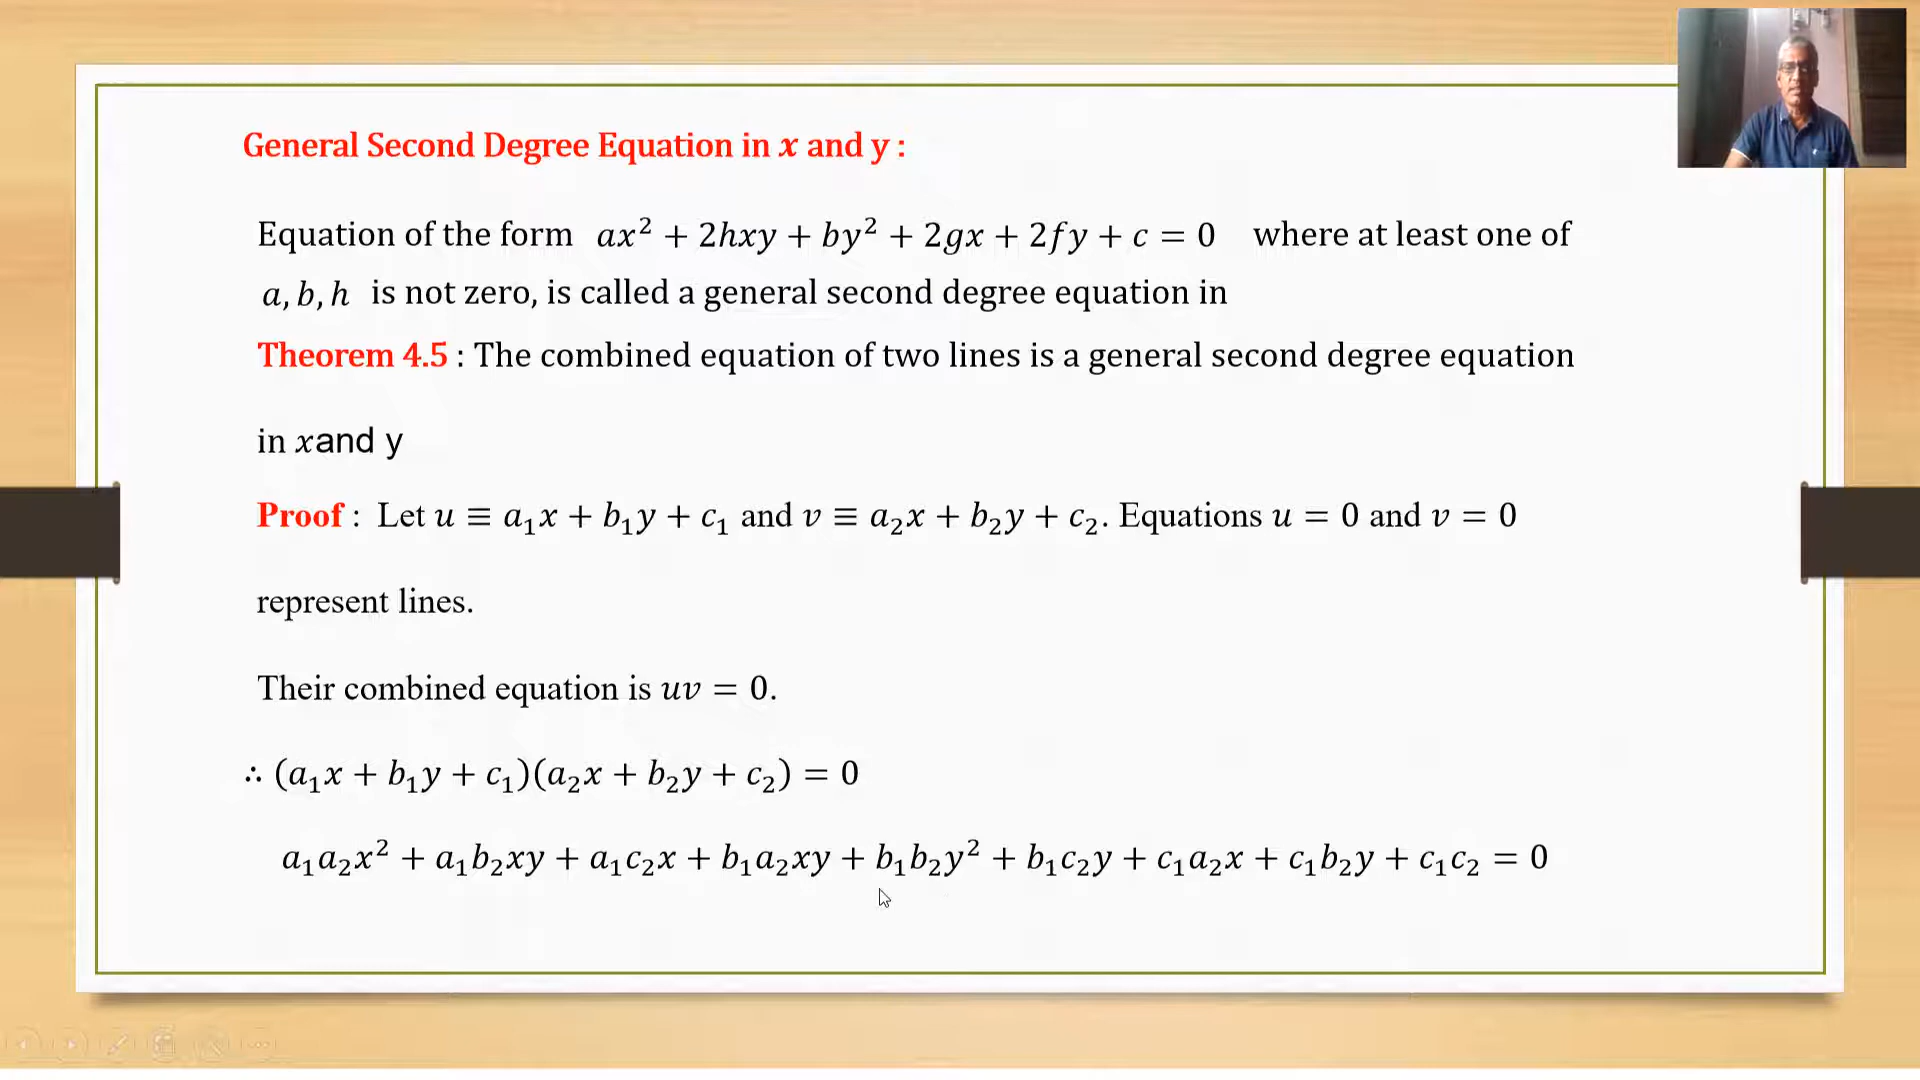 General Second Degree Equation in x and y :
Equation of the form ax² + 2hxy + by² + 2gx + 2fy + c = 0 where at least one of
a, b, h is not zero, is called a general second degree equation in
Theorem 4.5 : The combined equation of two lines is a general second degree equation
in xand y
Proof : Let u ≡ a₁x + b₁y + c₁ and v ≡ a₂x + b₂y + c₂. Equations u = 0 and v = 0
represent lines.
Their combined equation is uv = 0.
∴ (a₁x + b₁y + c₁)(a₂x + b₂y + c₂) = 0
a₁a₂x² + a₁b₂xy + a₁c₂x + b₁a₂xy + b₁b₂y² + b₁c₂y + c₁a₂x + c₁b₂y + c₁c₂ = 0